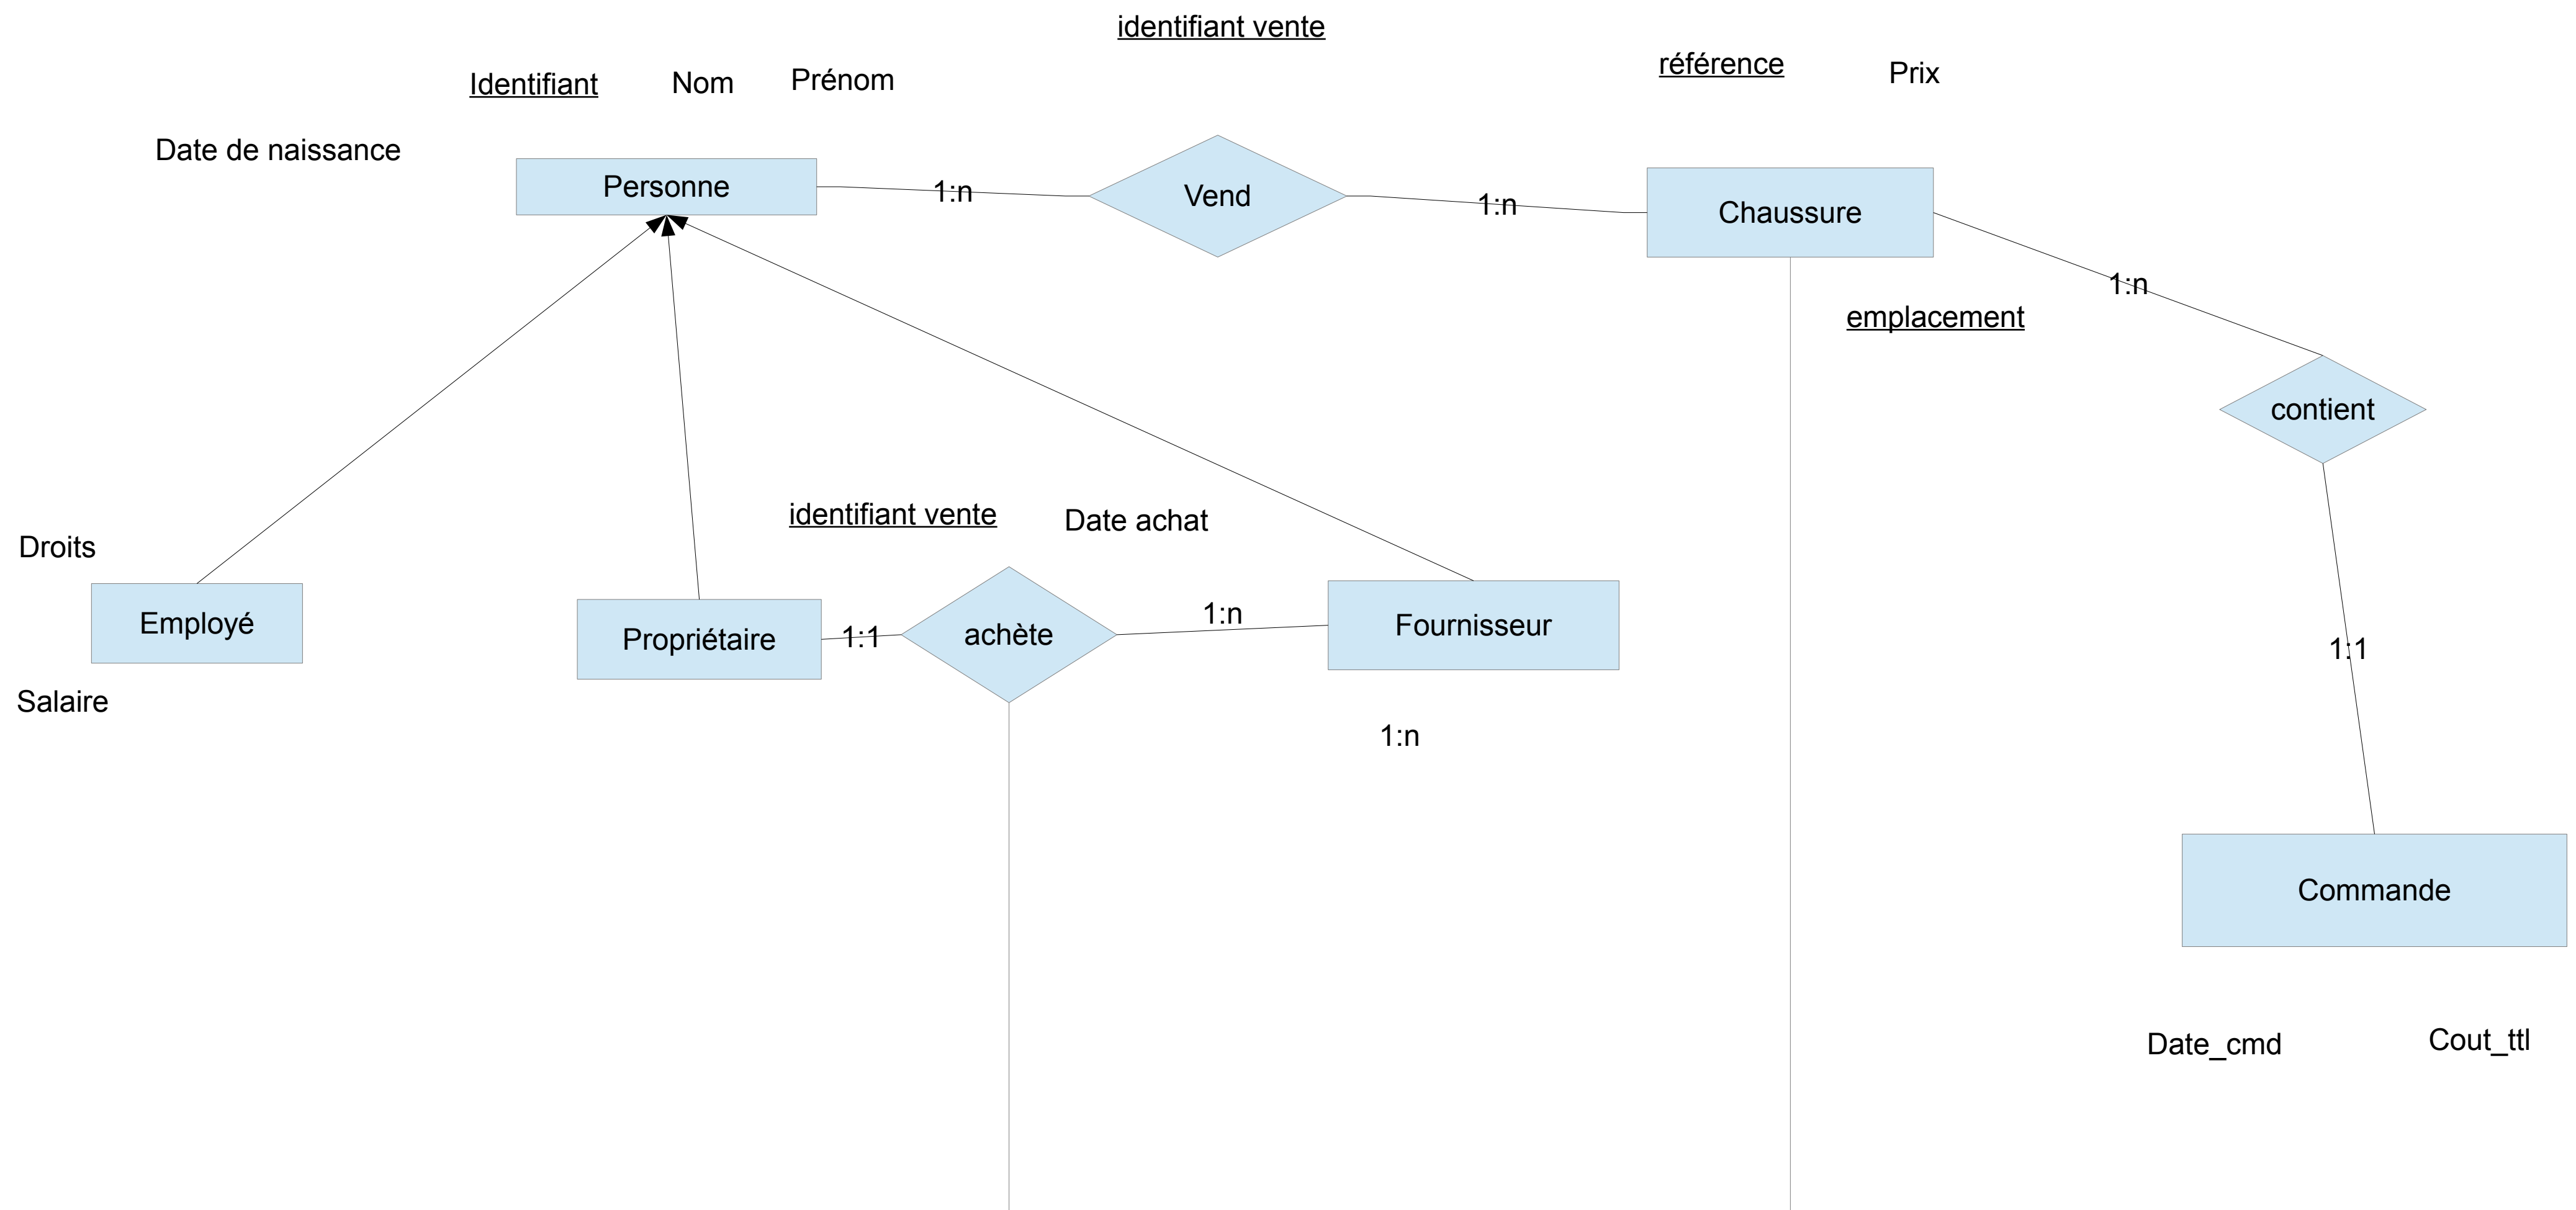 identifiant vente
Identifiant
Nom
Prénom
référence
Prix
Date de naissance
Personne
1:n
Vend
1:n
Chaussure
1:n
emplacement
contient
identifiant vente
Date achat
Droits
Employé
Propriétaire
1:1
achète
1:n
Fournisseur
1:1
Salaire
1:n
Commande
Date_cmd
Cout_ttl